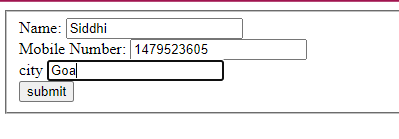 Name: Siddhi
Mobile Number: 1479523605
city Goa
submit